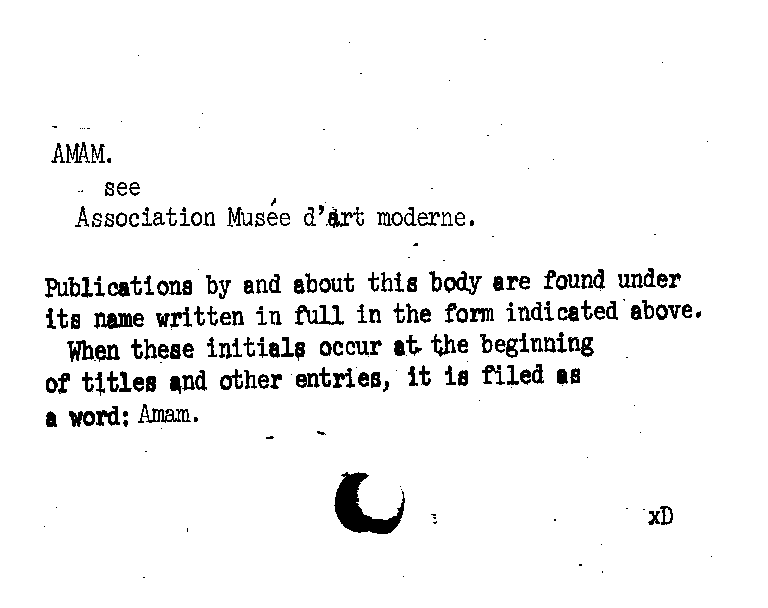 AMAM.
see
Association Musée d'art moderne.
Publications by and about this body are found under
its name written in full in the form indicated above.
When these initials occur at the beginning
of titles and other entries, it is filed as
a word: Amam.
xD